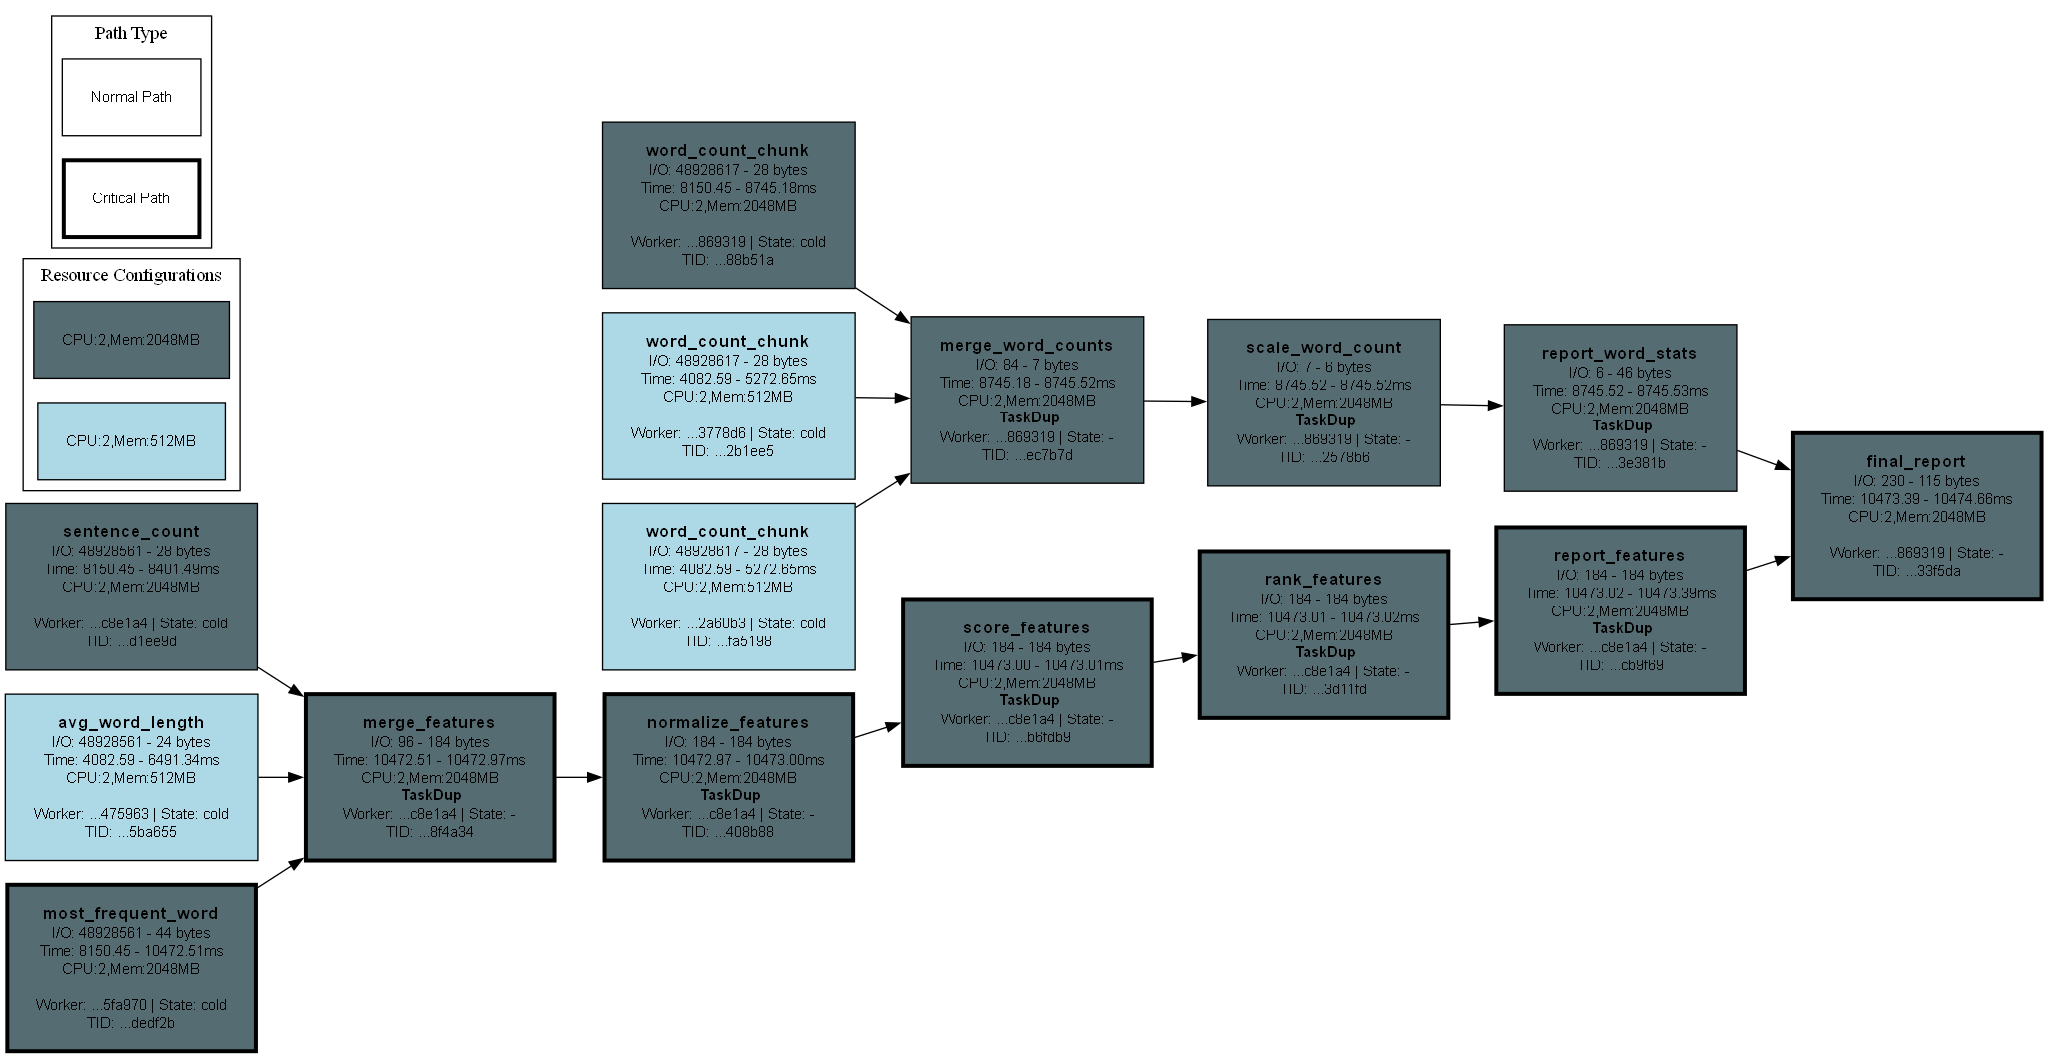 Path Type
Normal Path
Critical Path
Resource Configurations
CPU:2,Mem:2048MB
CPU:2,Mem:512MB
sentence_count
I/O: 48928561 - 28 bytes
Time: 8150.45 - 8401.49ms
CPU:2,Mem:2048MB
Worker: ...c8e1a4 | State: cold
TID: ...d1ee9d
avg_word_length
I/O: 48928561 - 24 bytes
Time: 4082.59 - 6491.34ms
CPU:2,Mem:512MB
Worker: ...475963 | State: cold
TID: ...5ba655
most_frequent_word
I/O: 48928561 - 44 bytes
Time: 8150.45 - 10472.51ms
CPU:2,Mem:2048MB
Worker: ...5fa970 | State: cold
TID: ...dedf2b
merge_features
I/O: 96 - 184 bytes
Time: 10472.51 - 10472.97ms
CPU:2,Mem:2048MB
TaskDup
Worker: ...c8e1a4 | State: -
TID: ...8f4a34
word_count_chunk
I/O: 48928617 - 28 bytes
Time: 8150.45 - 8745.18ms
CPU:2,Mem:2048MB
Worker: ...869319 | State: cold
TID: ...88b51a
word_count_chunk
I/O: 48928617 - 28 bytes
Time: 4082.59 - 5272.65ms
CPU:2,Mem:512MB
Worker: ...3778d6 | State: cold
TID: ...2b1ee5
word_count_chunk
I/O: 48928617 - 28 bytes
Time: 4082.59 - 5272.65ms
CPU:2,Mem:512MB
Worker: ...2a60b3 | State: cold
TID: ...fa5198
normalize_features
I/O: 184 - 184 bytes
Time: 10472.97 - 10473.00ms
CPU:2,Mem:2048MB
TaskDup
Worker: ...c8e1a4 | State: -
TID: ...408b88
merge_word_counts
I/O: 84 - 7 bytes
Time: 8745.18 - 8745.52ms
CPU:2,Mem:2048MB
TaskDup
Worker: ...869319 | State: -
TID: ...ec7b7d
score_features
I/O: 184 - 184 bytes
Time: 10473.00 - 10473.01ms
CPU:2,Mem:2048MB
TaskDup
Worker: ...c8e1a4 | State: -
TID: ...b6fdb9
scale_word_count
I/O: 7 - 6 bytes
Time: 8745.52 - 8745.52ms
CPU:2,Mem:2048MB
TaskDup
Worker: ...869319 | State: -
TID: ...2578b6
rank_features
I/O: 184 - 184 bytes
Time: 10473.01 - 10473.02ms
CPU:2,Mem:2048MB
TaskDup
Worker: ...c8e1a4 | State: -
TID: ...3d11fd
report_word_stats
I/O: 6 - 46 bytes
Time: 8745.52 - 8745.53ms
CPU:2,Mem:2048MB
TaskDup
Worker: ...869319 | State: -
TID: ...3e381b
report_features
I/O: 184 - 184 bytes
Time: 10473.02 - 10473.39ms
CPU:2,Mem:2048MB
TaskDup
Worker: ...c8e1a4 | State: -
TID: ...cb9f69
final_report
I/O: 230 - 115 bytes
Time: 10473.39 - 10474.66ms
CPU:2,Mem:2048MB
Worker: ...869319 | State: -
TID: ...33f5da